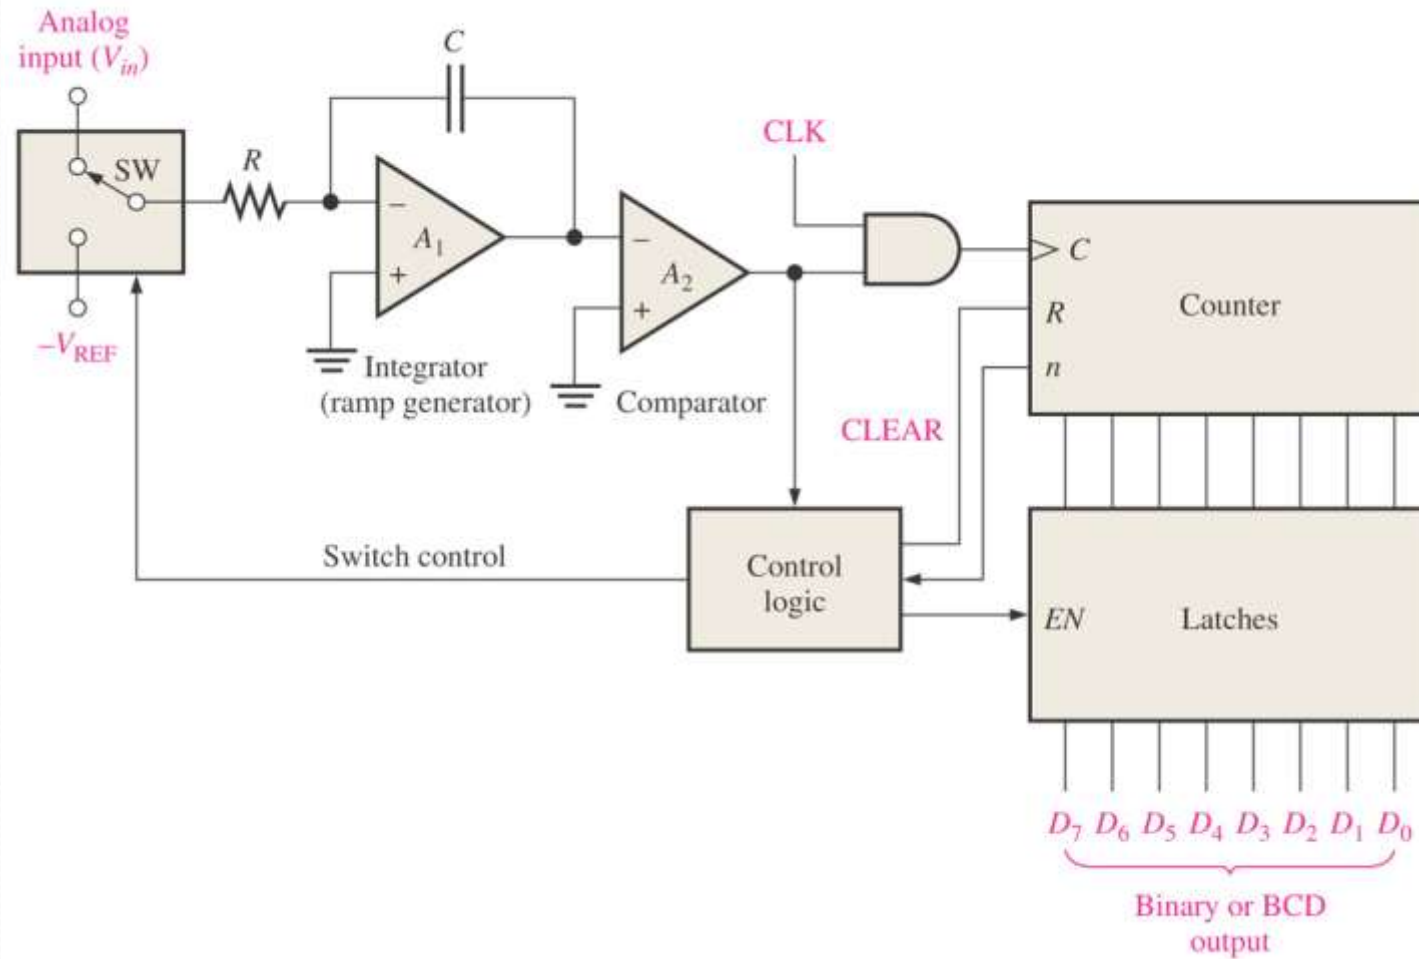 Analog
input (Vin)
SW
−VREF
R
C
−
A1
+
Integrator
(ramp generator)
−
A2
+
Comparator
CLK
CLEAR
C
R
n
Counter
Switch control
Control
logic
EN
Latches
D7 D6 D5 D4 D3 D2 D1 D0
Binary or BCD
output